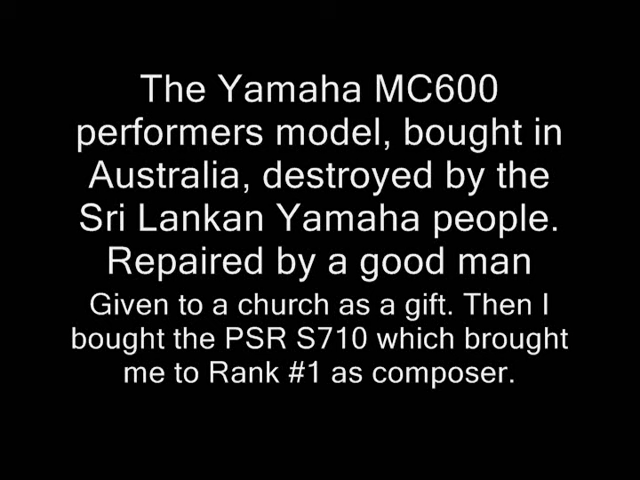 The Yamaha MC600
performers model, bought in
Australia, destroyed by the
Sri Lankan Yamaha people.
Repaired by a good man
Given to a church as a gift. Then I
bought the PSR S710 which brought
me to Rank #1 as composer.